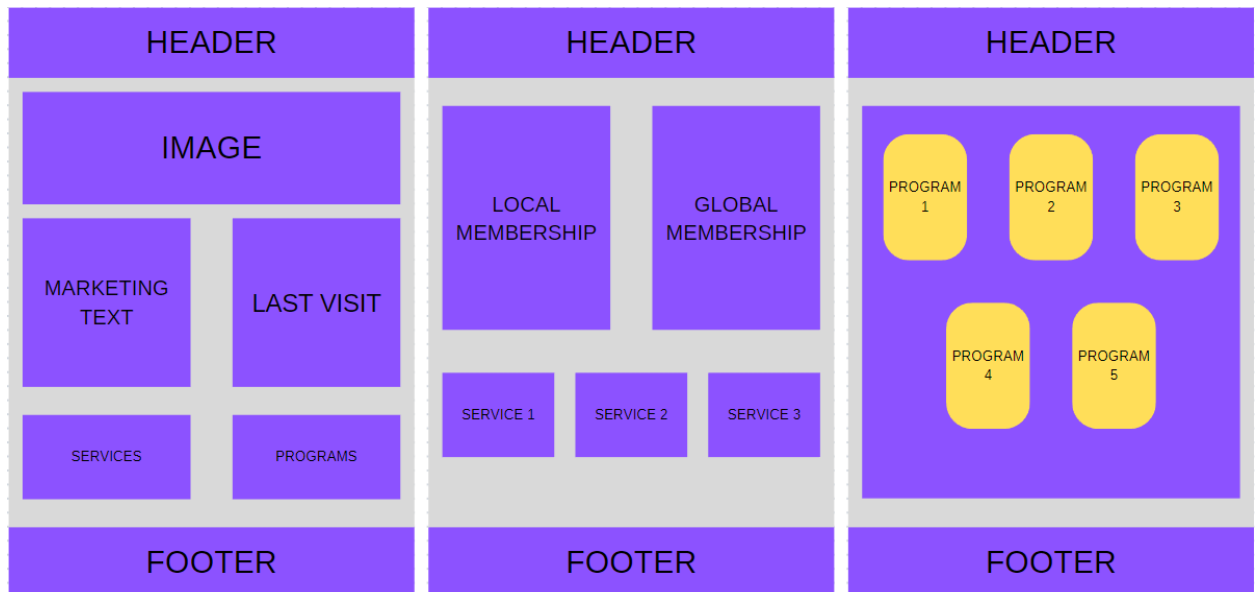 HEADER
IMAGE
MARKETING
TEXT
LAST VISIT
SERVICES
PROGRAMS
FOOTER
HEADER
LOCAL
MEMBERSHIP
GLOBAL
MEMBERSHIP
SERVICE 1
SERVICE 2
SERVICE 3
FOOTER
HEADER
PROGRAM
1
PROGRAM
2
PROGRAM
3
PROGRAM
4
PROGRAM
5
FOOTER